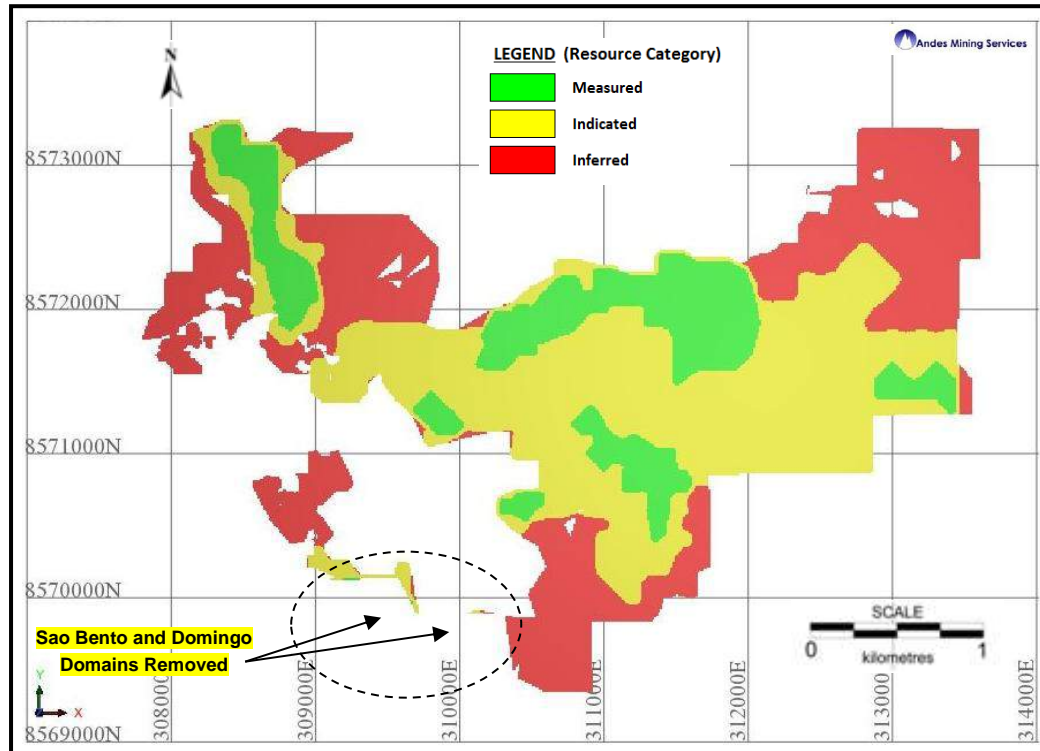 Andes Mining Services
LEGEND (Resource Category)
Measured
Indicated
Inferred
N
8573000N
8572000N
8571000N
8570000N
8569000N
Sao Bento and Domingo
Domains Removed
SCALE
0 1
kilometres
Y
X
308000
309000E
310000E
311000E
312000E
313000
314000E